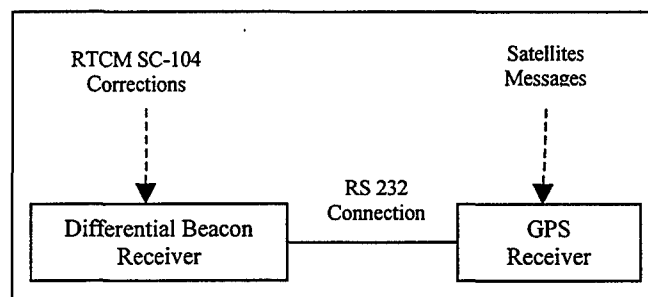 RTCM SC-104
Corrections
Satellites
Messages
RS 232
Connection
Differential Beacon
Receiver
GPS
Receiver